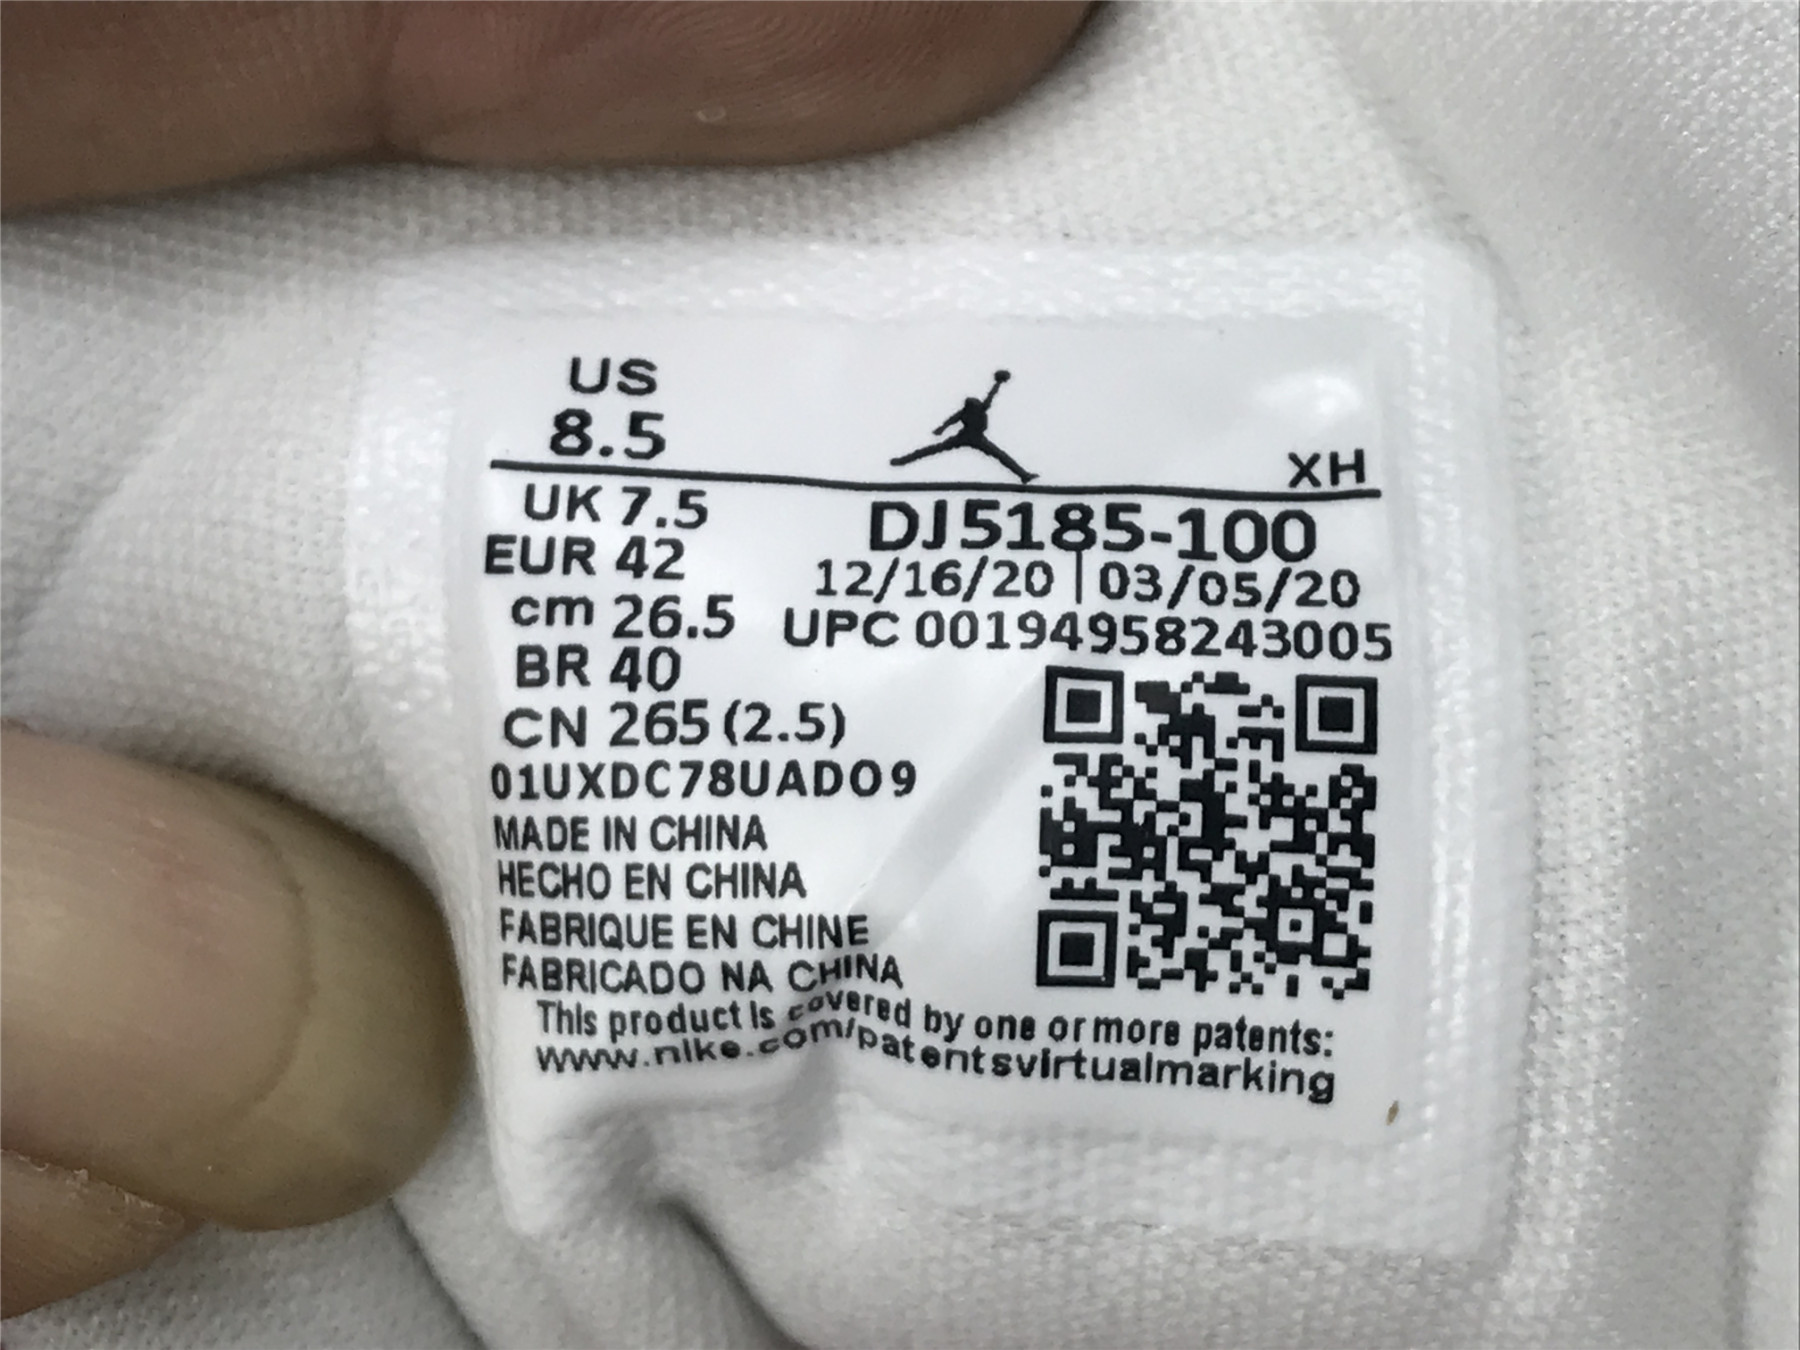 US
8.5
XH
UK 7.5
EUR 42
cm 26.5
BR 40
CN 265 (2.5)
DJ5185-100
12/16/20 | 03/05/20
UPC 00194958243005
01UXDC78UADO9
MADE IN CHINA
HECHO EN CHINA
FABRIQUE EN CHINE
FABRICADO NA CHINA
This product is covered by one or more patents:
www.nike.com/patentsvirtualmarking